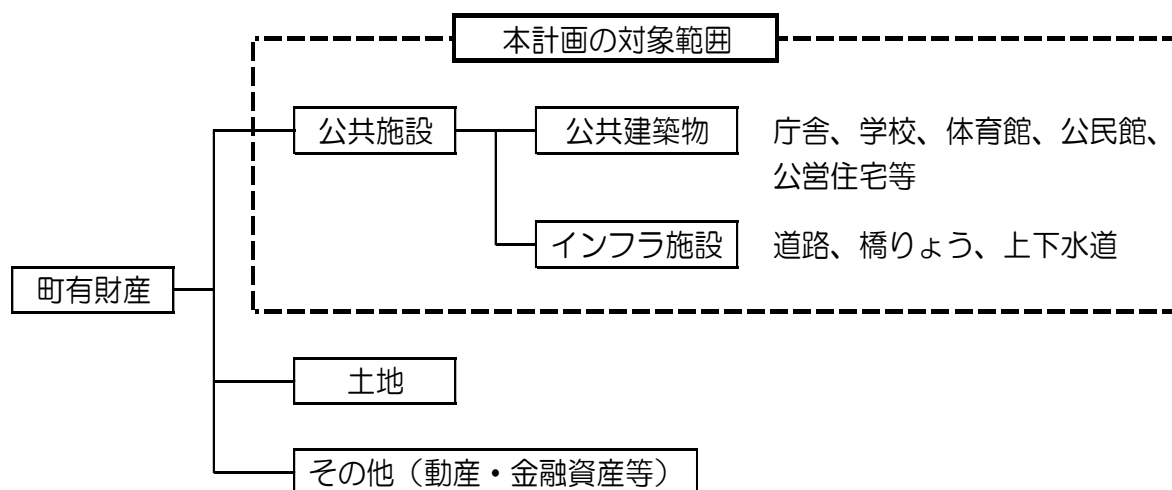 本計画の対象範囲
公共施設
公共建築物
庁舎、学校、体育館、公民館、
公営住宅等
インフラ施設
道路、橋りょう、上下水道
町有財産
土地
その他（動産・金融資産等）